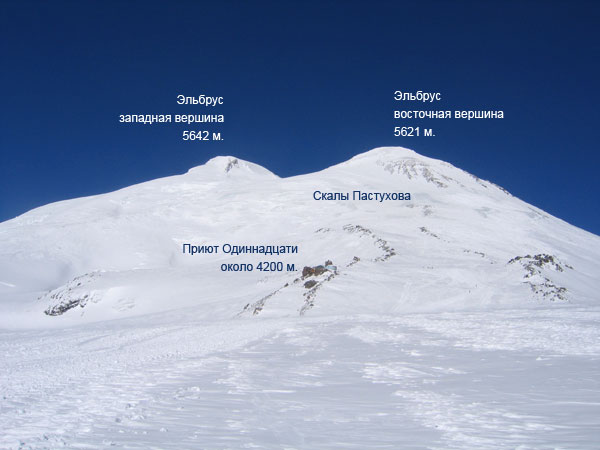 Эльбрус
западная вершина
5642 м.
Эльбрус
восточная вершина
5621 м.
Скалы Пастухова
Приют Одиннадцати
около 4200 м.